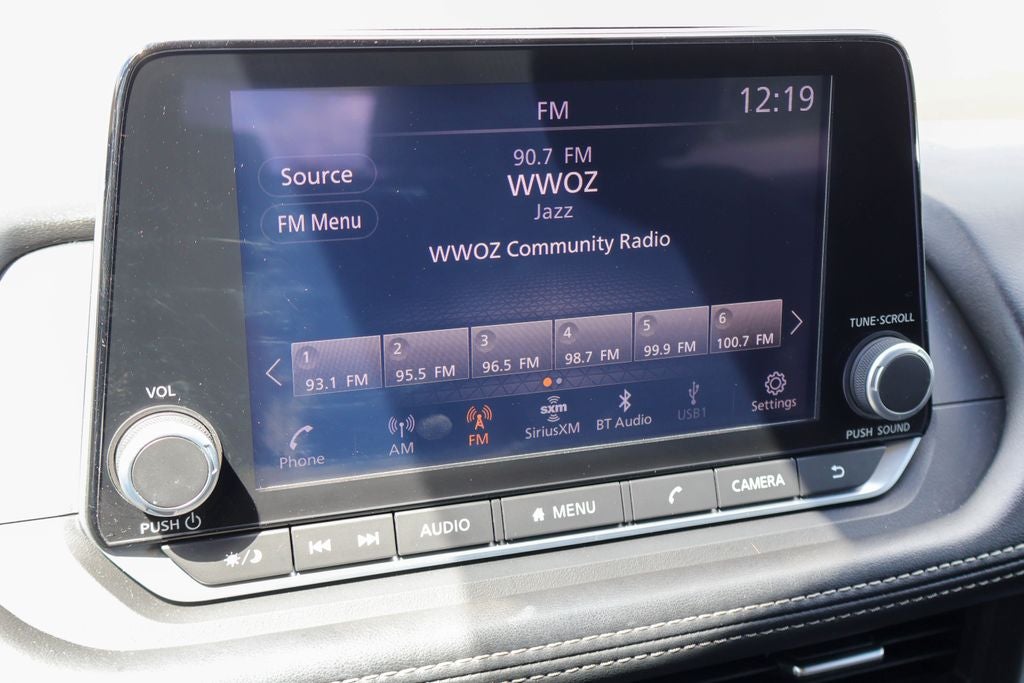 FM
12:19
Source
FM Menu
90.7 FM
WWOZ
Jazz
WWOZ Community Radio
1
93.1 FM
2
95.5 FM
3
96.5 FM
4
98.7 FM
5
99.9 FM
6
100.7 FM
Phone
AM
FM
sxm
SiriusXM
BT Audio
USB1
Settings
VOL
PUSH
TUNE·SCROLL
PUSH SOUND
AUDIO
MENU
CAMERA